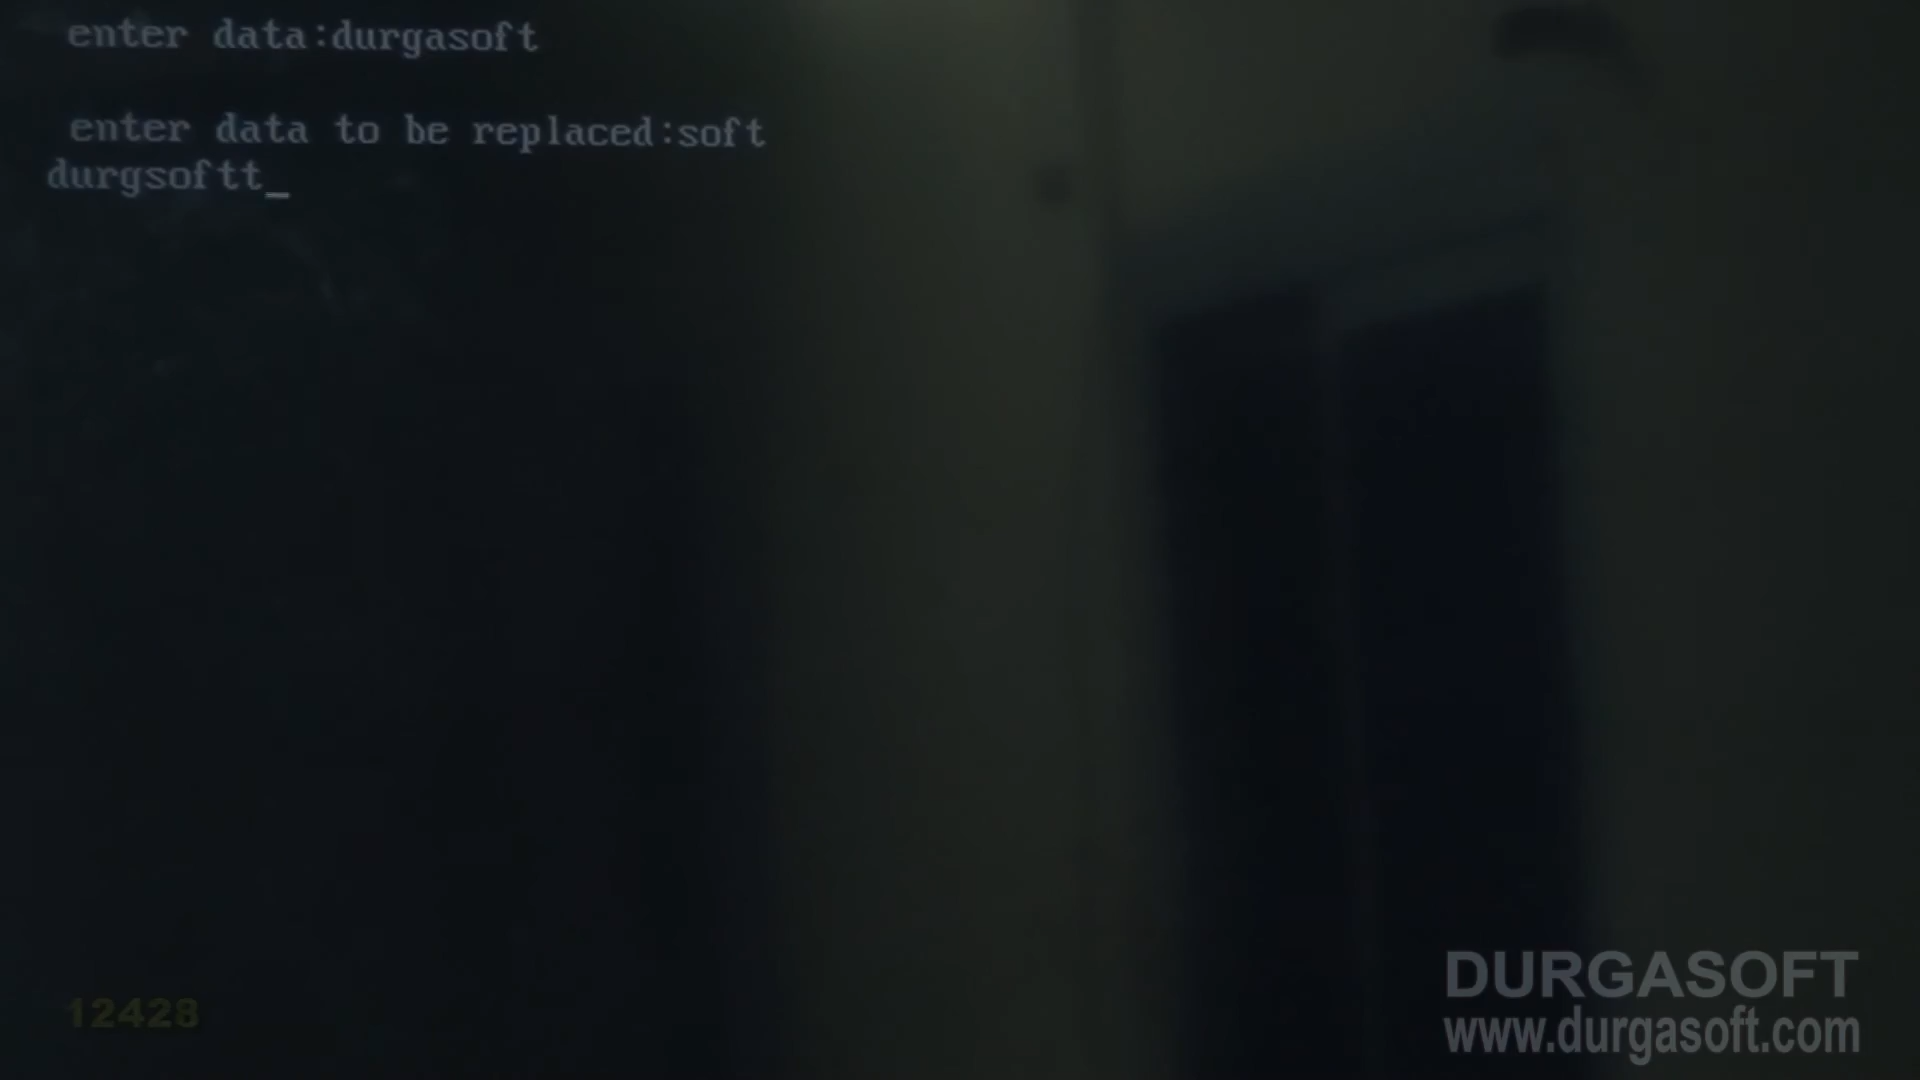 enter data:durgasoft
enter data to be replaced:soft
durgsoftt_
12428
DURGASOFT
www.durgasoft.com